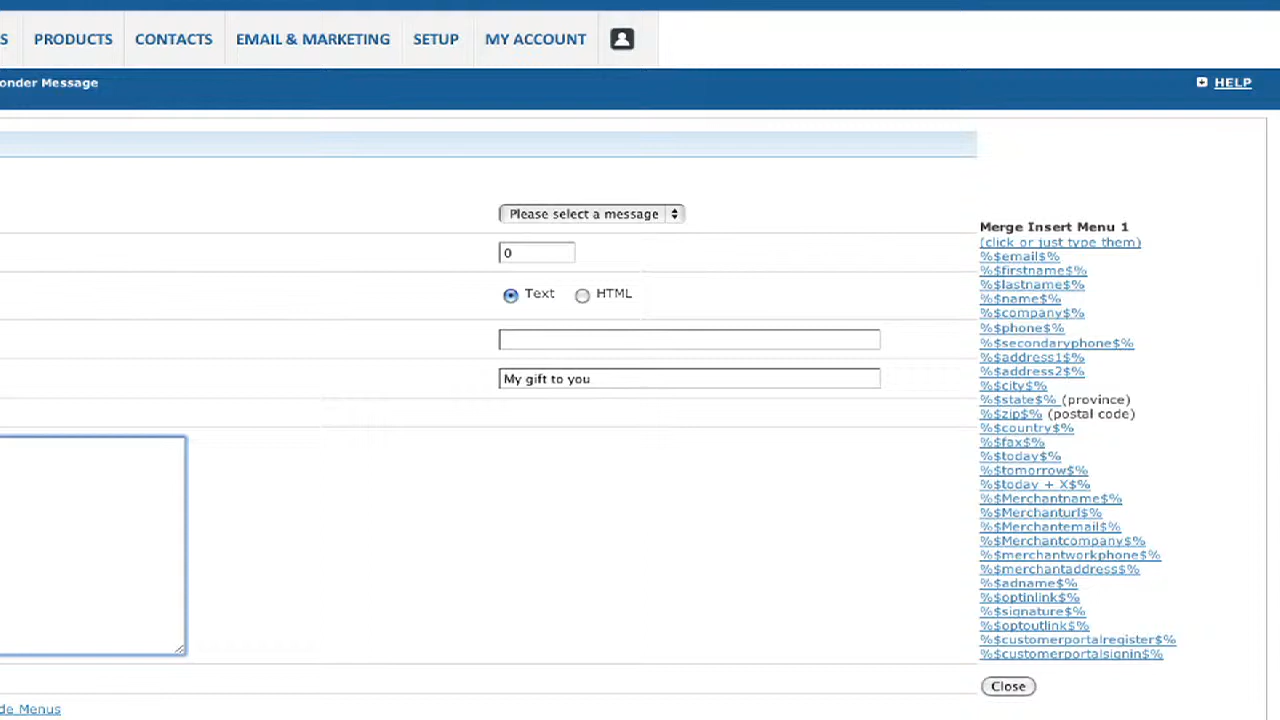 S PRODUCTS CONTACTS EMAIL & MARKETING SETUP MY ACCOUNT
onder Message HELP
Please select a message
Merge Insert Menu 1
(click or just type them)
0
%$email$%
%$firstname$%
%$lastname$%
Text HTML
%$name$%
%$company$%
%$phone$%
%$secondaryphone$%
%$address1$%
%$address2$%
My gift to you
%$city$%
%$state$% (province)
%$zip$% (postal code)
%$country$%
%$fax$%
%$today$%
%$tomorrow$%
%$today + X$%
%$Merchantname$%
%$Merchanturl$%
%$Merchantemail$%
%$Merchantcompany$%
%$merchantworkphone$%
%$merchantaddress$%
%$adname$%
%$optinlink$%
%$signature$%
%$optoutlink$%
%$customerportalregister$%
%$customerportalsignin$%
Close
de Menus